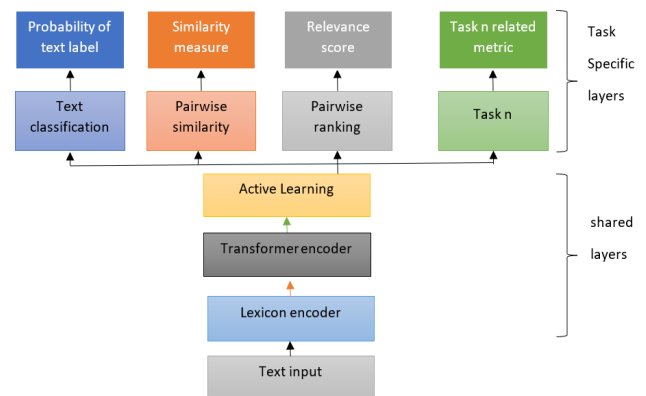 Probability of
text label
Similarity
measure
Relevance
score
Task n related
metric
Task
Specific
layers
Text
classification
Pairwise
similarity
Pairwise
ranking
Task n
Active Learning
shared
layers
Transformer encoder
Lexicon encoder
Text input